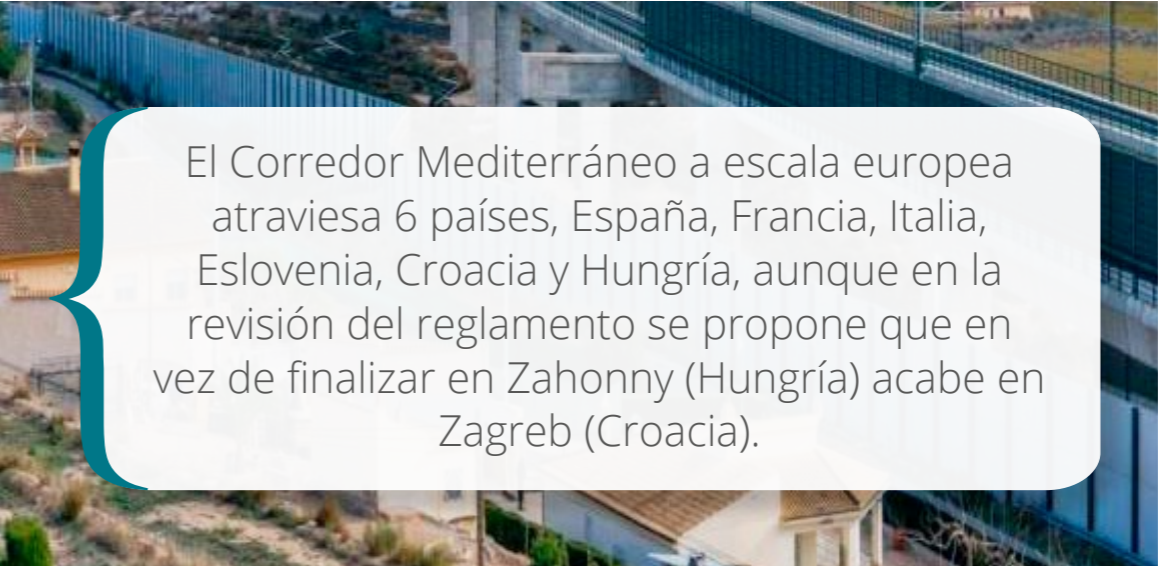 El Corredor Mediterráneo a escala europea
atraviesa 6 países, España, Francia, Italia,
Eslovenia, Croacia y Hungría, aunque en la
revisión del reglamento se propone que en
vez de finalizar en Zahonny (Hungría) acabe en
Zagreb (Croacia).